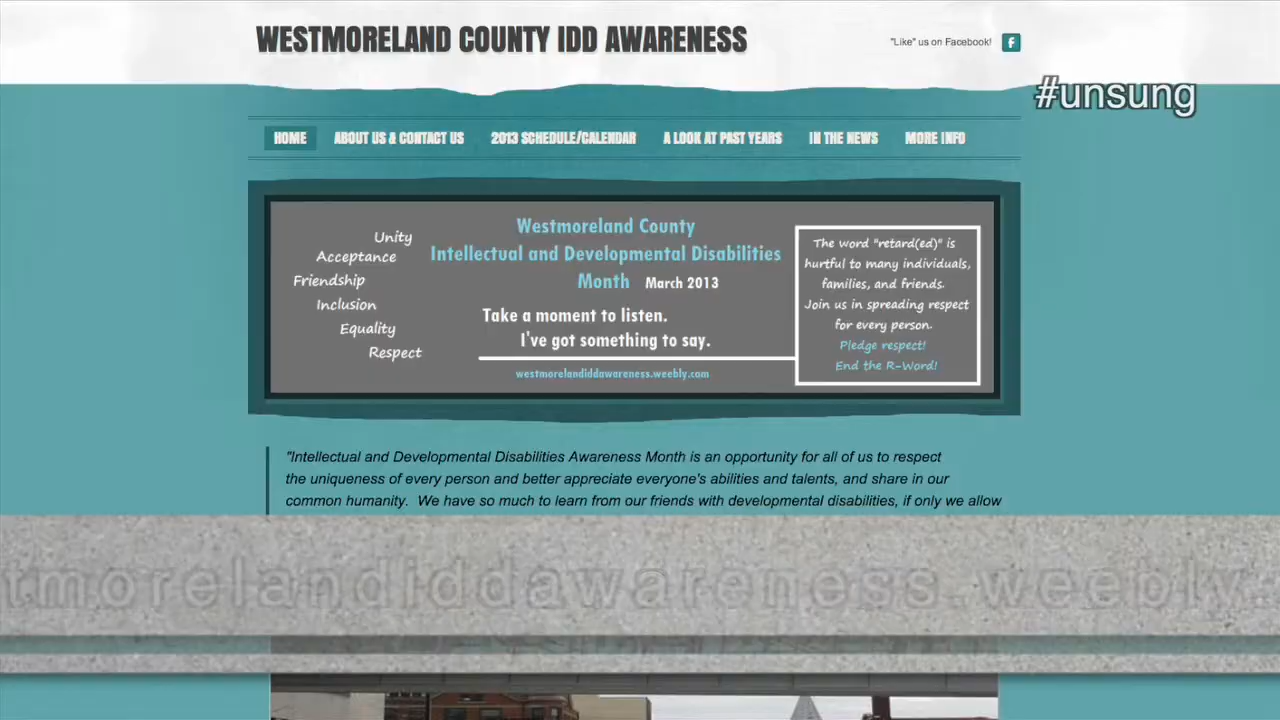 WESTMORELAND COUNTY IDD AWARENESS
"Like" us on Facebook!
f
#unsung
HOME
ABOUT US & CONTACT US
2013 SCHEDULE/CALENDAR
A LOOK AT PAST YEARS
IN THE NEWS
MORE INFO
Unity
Acceptance
Friendship
Inclusion
Equality
Respect
Westmoreland County
Intellectual and Developmental Disabilities
Month March 2013
Take a moment to listen.
I've got something to say.
westmorelandiddawareness.weebly.com
The word "retard(ed)" is
hurtful to many individuals,
families, and friends.
Join us in spreading respect
for every person.
Pledge respect!
End the R-Word!
"Intellectual and Developmental Disabilities Awareness Month is an opportunity for all of us to respect
the uniqueness of every person and better appreciate everyone's abilities and talents, and share in our
common humanity. We have so much to learn from our friends with developmental disabilities, if only we allow
tmorelandiddawareness.weebly.